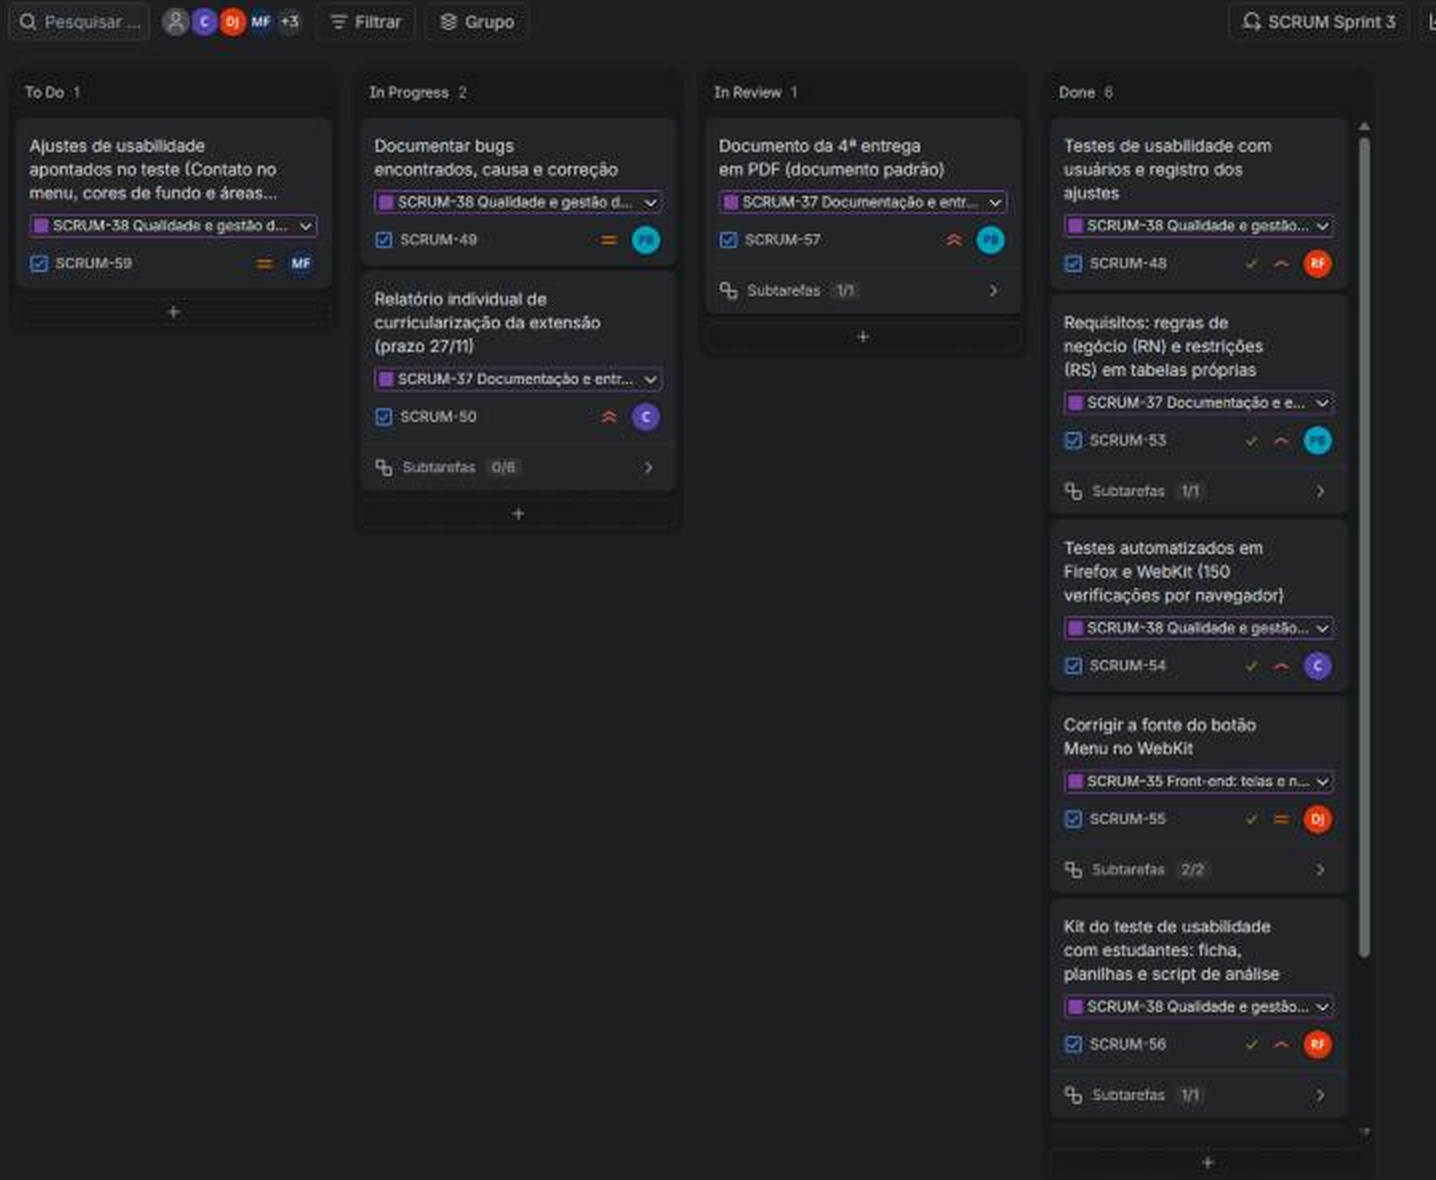 Pesquisar ...
C
DJ
MF
+3
Filtrar
Grupo
SCRUM Sprint 3
To Do 1
Ajustes de usabilidade
apontados no teste (Contato no
menu, cores de fundo e áreas...
SCRUM-38 Qualidade e gestão d...
SCRUM-59
MF
+
In Progress 2
Documentar bugs
encontrados, causa e correção
SCRUM-38 Qualidade e gestão d...
SCRUM-49
PB
Relatório individual de
curricularização da extensão
(prazo 27/11)
SCRUM-37 Documentação e entr...
SCRUM-50
C
Subtarefas 0/6
+
In Review 1
Documento da 4ª entrega
em PDF (documento padrão)
SCRUM-37 Documentação e entr...
SCRUM-57
PB
Subtarefas 1/1
+
Done 6
Testes de usabilidade com
usuários e registro dos
ajustes
SCRUM-38 Qualidade e gestão...
SCRUM-48
RF
Requisitos: regras de
negócio (RN) e restrições
(RS) em tabelas próprias
SCRUM-37 Documentação e e...
SCRUM-53
PB
Subtarefas 1/1
Testes automatizados em
Firefox e WebKit (150
verificações por navegador)
SCRUM-38 Qualidade e gestão...
SCRUM-54
C
Corrigir a fonte do botão
Menu no WebKit
SCRUM-35 Front-end: telas e n...
SCRUM-55
DJ
Subtarefas 2/2
Kit do teste de usabilidade
com estudantes: ficha,
planilhas e script de análise
SCRUM-38 Qualidade e gestão...
SCRUM-56
RF
Subtarefas 1/1
+